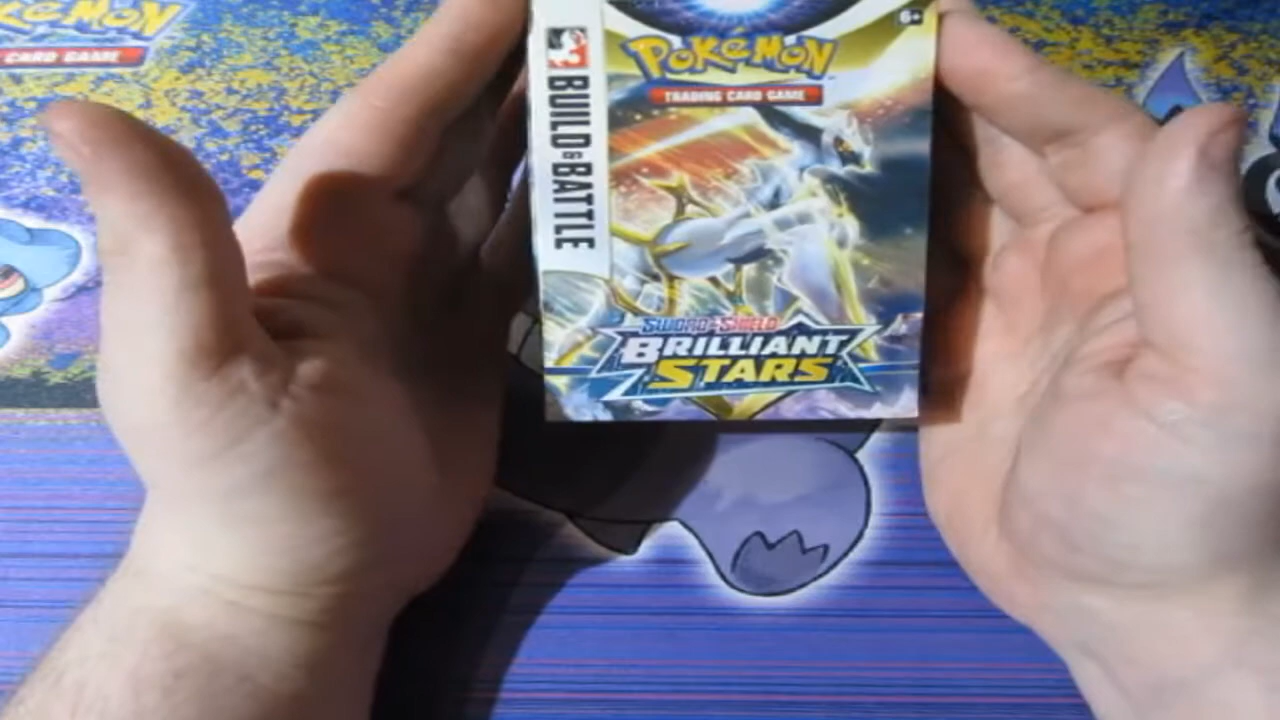 POKÉMON
CARD GAME
6+
POKÉMON
TRADING CARD GAME
BUILD & BATTLE
SWORD & SHIELD
BRILLIANT
STARS